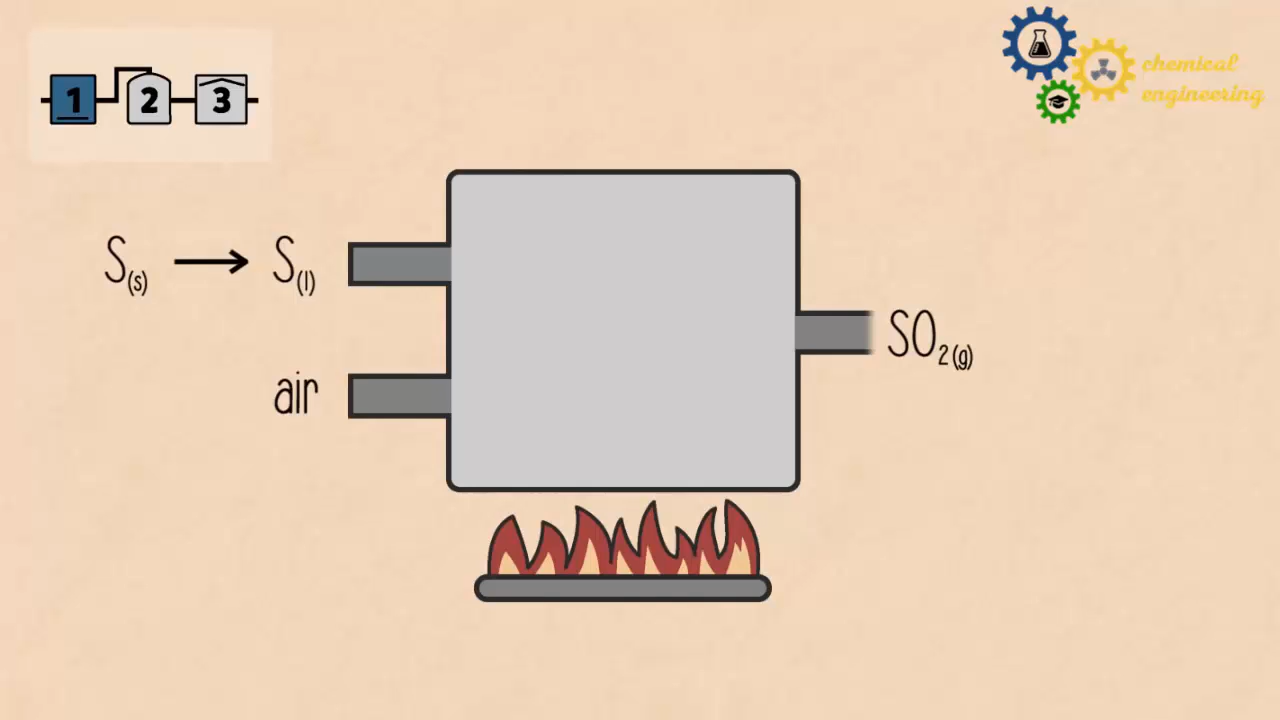 1 2 3
chemical
engineering
S(s) → S(l)
air
SO₂(g)